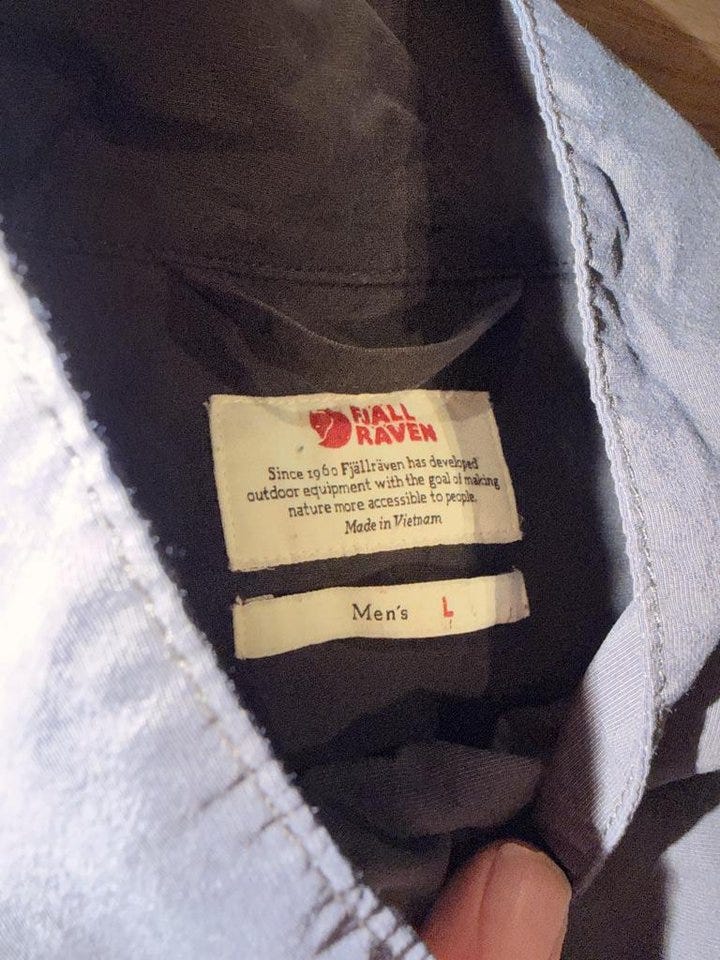 FJÄLL
RÄVEN
Since 1960 Fjällräven has developed
outdoor equipment with the goal of making
nature more accessible to people.
Made in Vietnam
Men's L